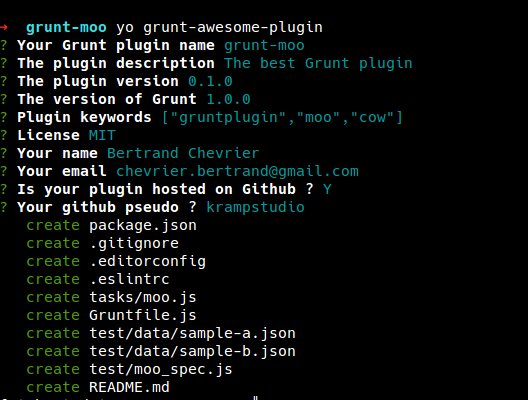 → grunt-moo yo grunt-awesome-plugin
? Your Grunt plugin name grunt-moo
? The plugin description The best Grunt plugin
? The plugin version 0.1.0
? The version of Grunt 1.0.0
? Plugin keywords ["gruntplugin","moo","cow"]
? License MIT
? Your name Bertrand Chevrier
? Your email chevrier.bertrand@gmail.com
? Is your plugin hosted on Github ? Y
? Your github pseudo ? krampstudio
create package.json
create .gitignore
create .editorconfig
create .eslintrc
create tasks/moo.js
create Gruntfile.js
create test/data/sample-a.json
create test/data/sample-b.json
create test/moo_spec.js
create README.md